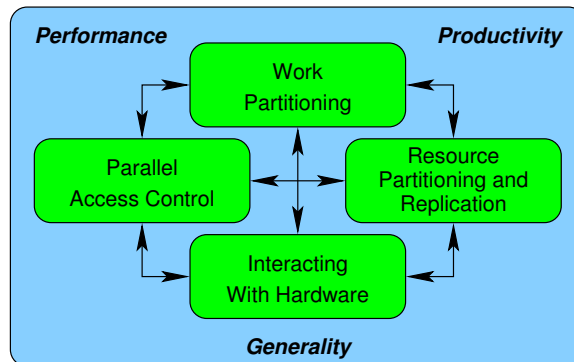 Performance
Productivity
Work
Partitioning
Parallel
Access Control
Resource
Partitioning and
Replication
Interacting
With Hardware
Generality